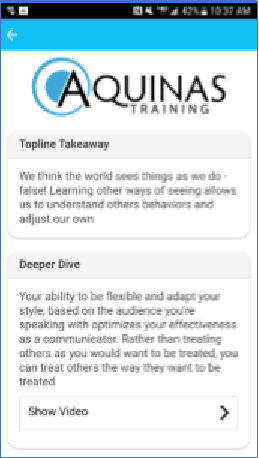 42% 10:37 AM
AQUINAS
TRAINING
Topline Takeaway
We think the world sees things as we do -
false! Learning other ways of seeing allows
us to understand others behaviors and
adjust our own
Deeper Dive
Your ability to be flexible and adapt your
style, based on the audience you're
speaking with optimizes your effectiveness
as a communicator. Rather than treating
others as you would want to be treated, you
can treat others the way they want to be
treated
Show Video